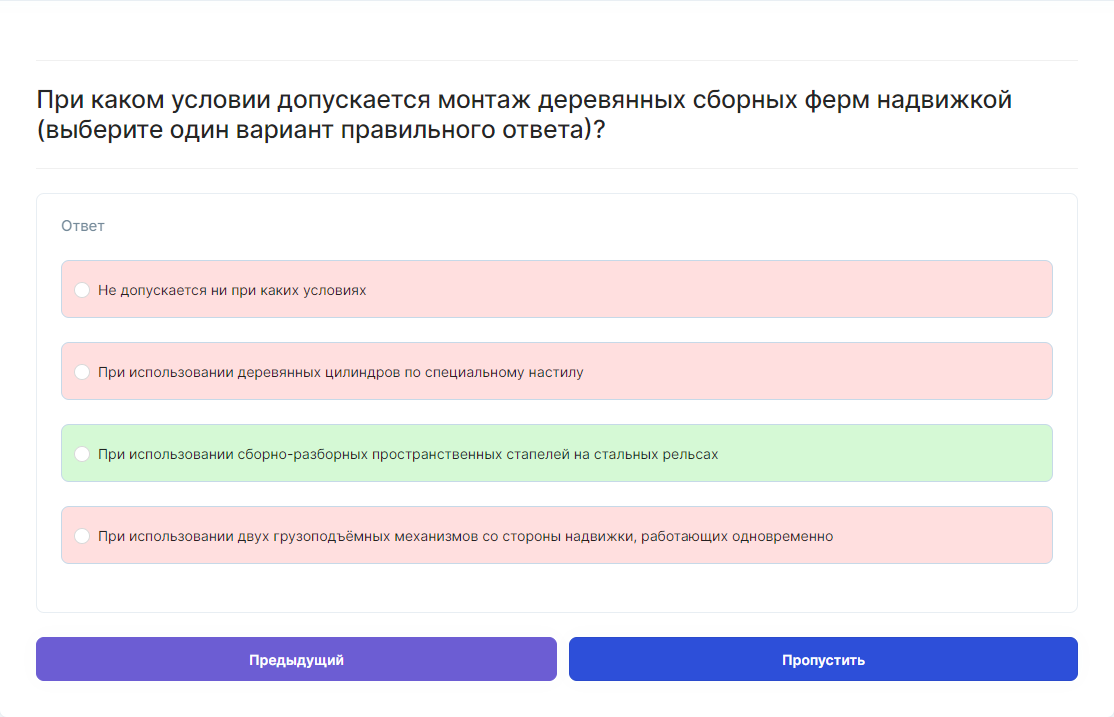 При каком условии допускается монтаж деревянных сборных ферм надвижкой
(выберите один вариант правильного ответа)?
Ответ
Не допускается ни при каких условиях
При использовании деревянных цилиндров по специальному настилу
При использовании сборно-разборных пространственных стапелей на стальных рельсах
При использовании двух грузоподъёмных механизмов со стороны надвижки, работающих одновременно
Предыдущий
Пропустить